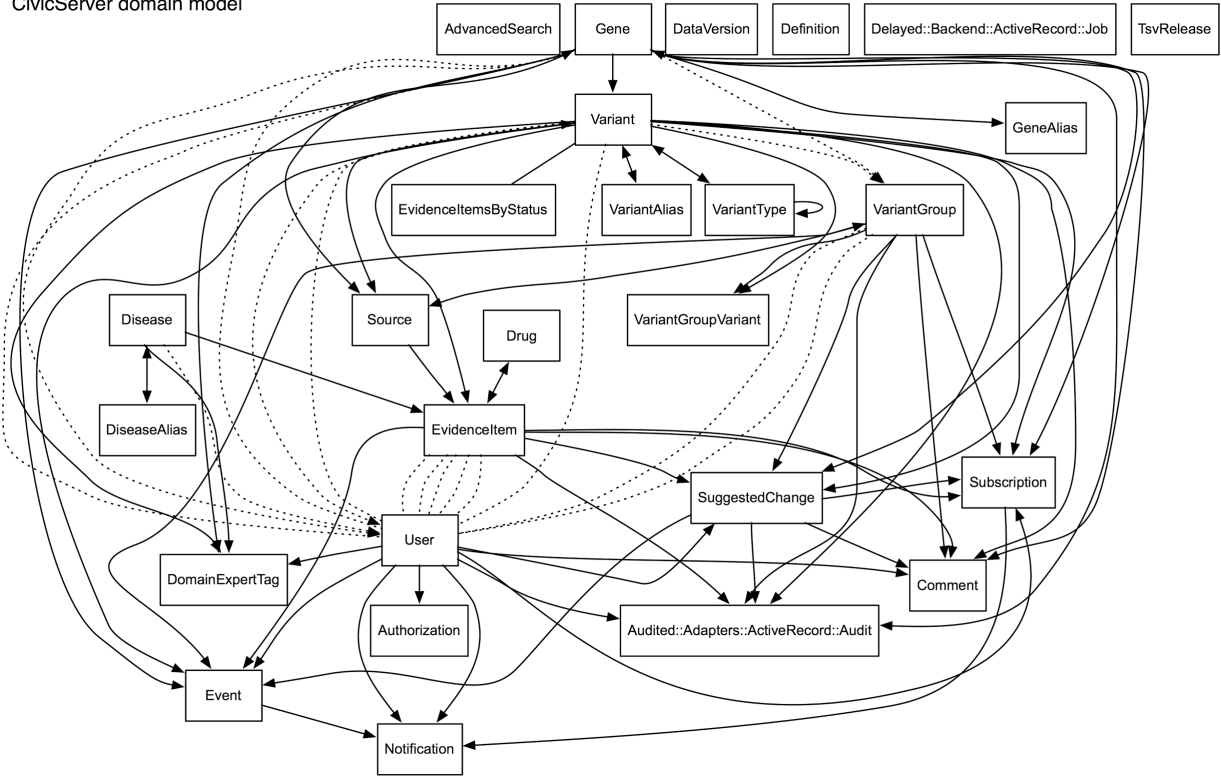 CivicServer domain model
AdvancedSearch
Gene
DataVersion
Definition
Delayed::Backend::ActiveRecord::Job
TsvRelease
Variant
GeneAlias
EvidenceItemsByStatus
VariantAlias
VariantType
VariantGroup
Disease
Source
VariantGroupVariant
Drug
DiseaseAlias
EvidenceItem
SuggestedChange
Subscription
User
DomainExpertTag
Comment
Authorization
Audited::Adapters::ActiveRecord::Audit
Event
Notification